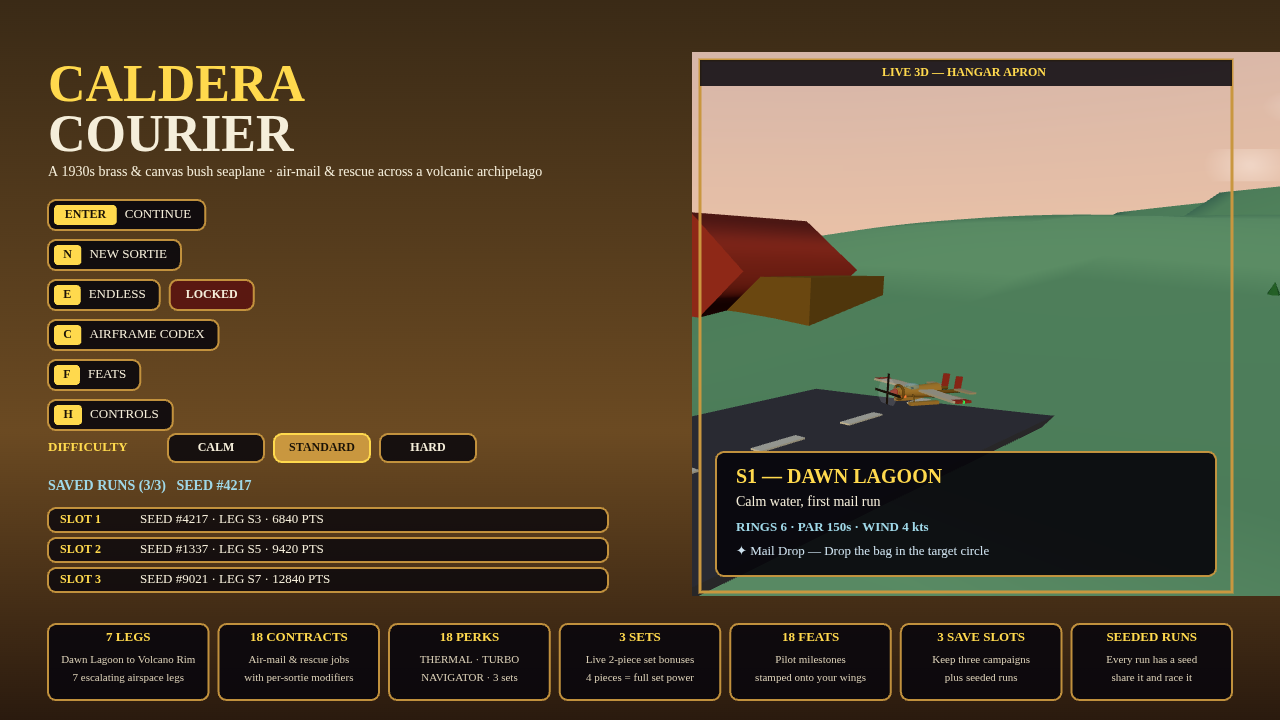 CALDERA
COURIER
A 1930s brass & canvas bush seaplane · air-mail & rescue across a volcanic archipelago
ENTER CONTINUE
N NEW SORTIE
E ENDLESS LOCKED
C AIRFRAME CODEX
F FEATS
H CONTROLS
DIFFICULTY CALM STANDARD HARD
SAVED RUNS (3/3) SEED #4217
SLOT 1 SEED #4217 · LEG S3 · 6840 PTS
SLOT 2 SEED #1337 · LEG S5 · 9420 PTS
SLOT 3 SEED #9021 · LEG S7 · 12840 PTS
LIVE 3D — HANGAR APRON
S1 — DAWN LAGOON
Calm water, first mail run
RINGS 6 · PAR 150s · WIND 4 kts
✦ Mail Drop — Drop the bag in the target circle
7 LEGS
Dawn Lagoon to Volcano Rim
7 escalating airspace legs
18 CONTRACTS
Air-mail & rescue jobs
with per-sortie modifiers
18 PERKS
THERMAL · TURBO
NAVIGATOR · 3 sets
3 SETS
Live 2-piece set bonuses
4 pieces = full set power
18 FEATS
Pilot milestones
stamped onto your wings
3 SAVE SLOTS
Keep three campaigns
plus seeded runs
SEEDED RUNS
Every run has a seed
share it and race it